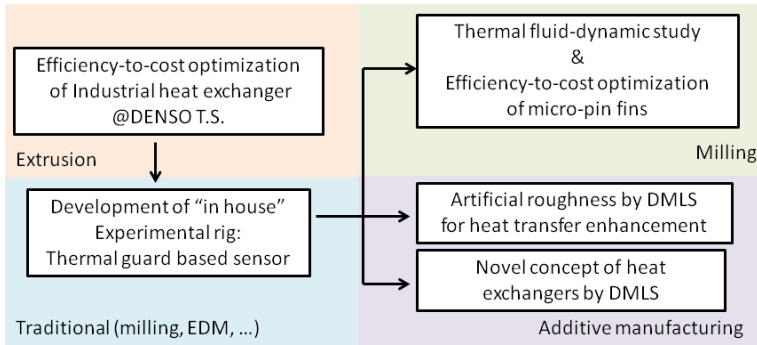 Efficiency-to-cost optimization
of Industrial heat exchanger
@DENSO T.S.
Extrusion
Thermal fluid-dynamic study
&
Efficiency-to-cost optimization
of micro-pin fins
Milling
Development of “in house”
Experimental rig:
Thermal guard based sensor
Traditional (milling, EDM, ...)
Artificial roughness by DMLS
for heat transfer enhancement
Novel concept of heat
exchangers by DMLS
Additive manufacturing